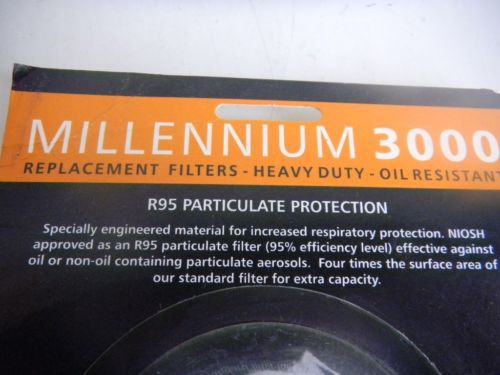 MILLENNIUM 3000
REPLACEMENT FILTERS - HEAVY DUTY - OIL RESISTANT
R95 PARTICULATE PROTECTION
Specially engineered material for increased respiratory protection. NIOSH
approved as an R95 particulate filter (95% efficiency level) effective against
oil or non-oil containing particulate aerosols. Four times the surface area of
our standard filter for extra capacity.